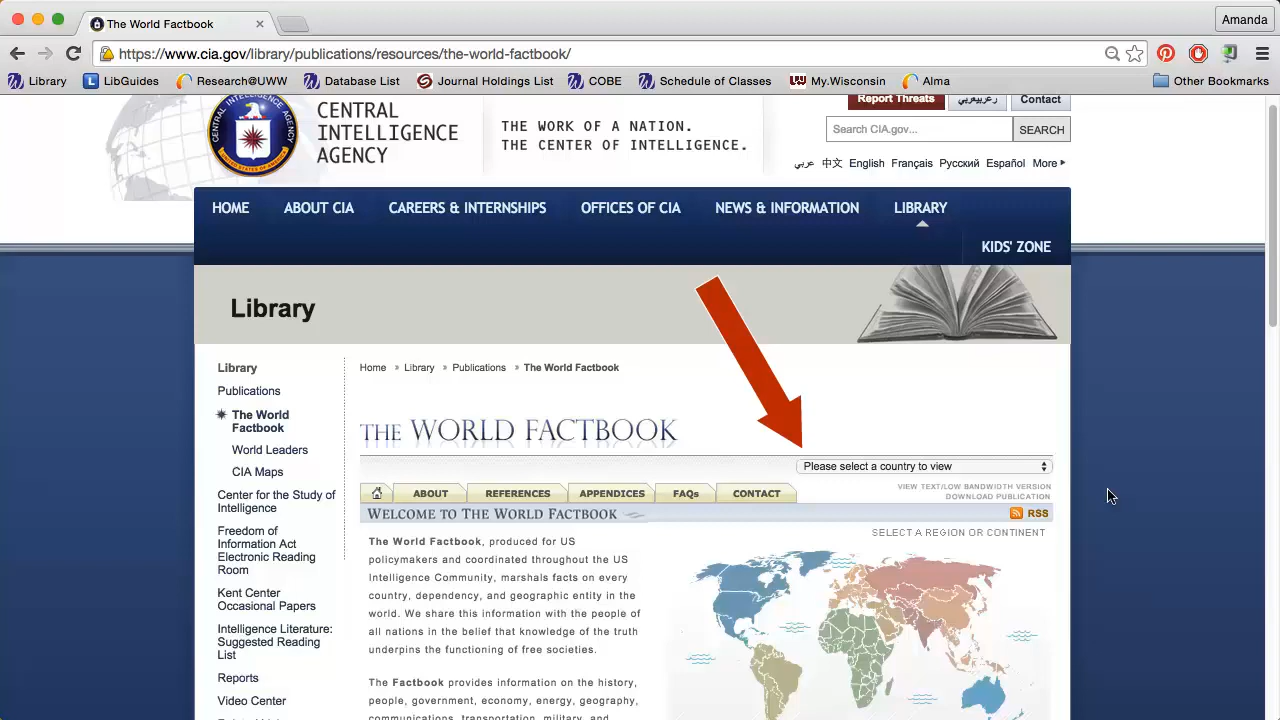 The World Factbook
Amanda
https://www.cia.gov/library/publications/resources/the-world-factbook/
Library LibGuides Research@UWW Database List Journal Holdings List COBE Schedule of Classes My.Wisconsin Alma Other Bookmarks
CENTRAL
INTELLIGENCE
AGENCY
THE WORK OF A NATION.
THE CENTER OF INTELLIGENCE.
Report Threats Contact
Search CIA.gov... SEARCH
عربي 中文 English Français Русский Español More
HOME ABOUT CIA CAREERS & INTERNSHIPS OFFICES OF CIA NEWS & INFORMATION LIBRARY
KIDS' ZONE
Library
Library
Publications
The World
Factbook
World Leaders
CIA Maps
Center for the Study of
Intelligence
Freedom of
Information Act
Electronic Reading
Room
Kent Center
Occasional Papers
Intelligence Literature:
Suggested Reading
List
Reports
Video Center
Home » Library » Publications » The World Factbook
THE WORLD FACTBOOK
Please select a country to view
ABOUT REFERENCES APPENDICES FAQs CONTACT
VIEW TEXT/LOW BANDWIDTH VERSION
DOWNLOAD PUBLICATION
WELCOME TO THE WORLD FACTBOOK
RSS
SELECT A REGION OR CONTINENT
The World Factbook, produced for US
policymakers and coordinated throughout the US
Intelligence Community, marshals facts on every
country, dependency, and geographic entity in the
world. We share this information with the people of
all nations in the belief that knowledge of the truth
underpins the functioning of free societies.
The Factbook provides information on the history,
people, government, economy, energy, geography,
communications, transportation, military, and